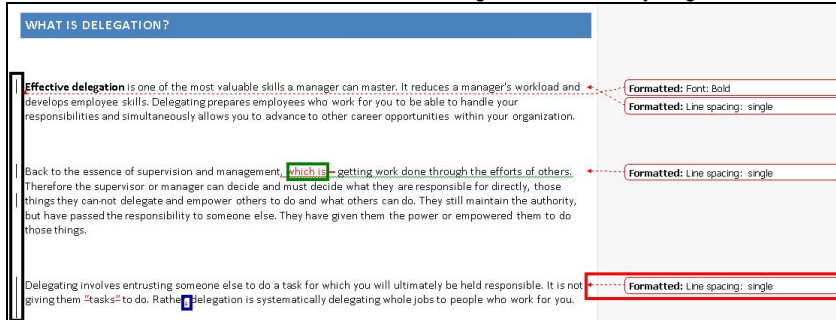 WHAT IS DELEGATION?
Effective delegation is one of the most valuable skills a manager can master. It reduces a manager's workload and
develops employee skills. Delegating prepares employees who work for you to be able to handle your
responsibilities and simultaneously allows you to advance to other career opportunities within your organization.
Formatted: Font: Bold
Formatted: Line spacing: single
Back to the essence of supervision and management, which is – getting work done through the efforts of others.
Therefore the supervisor or manager can decide and must decide what they are responsible for directly, those
things they can-not delegate and empower others to do and what others can do. They still maintain the authority,
but have passed the responsibility to someone else. They have given them the power or empowered them to do
those things.
Formatted: Line spacing: single
Delegating involves entrusting someone else to do a task for which you will ultimately be held responsible. It is not
giving them "tasks" to do. Rather, delegation is systematically delegating whole jobs to people who work for you.
Formatted: Line spacing: single